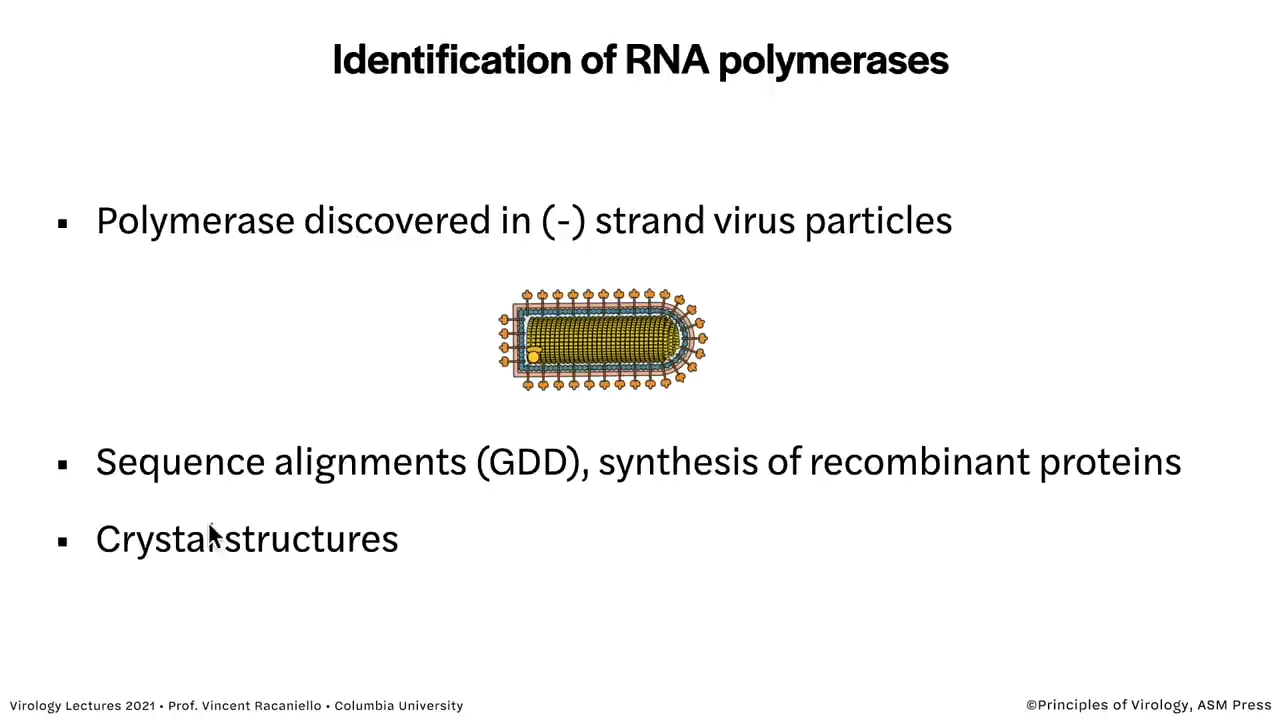 Identification of RNA polymerases
▪ Polymerase discovered in (-) strand virus particles
▪ Sequence alignments (GDD), synthesis of recombinant proteins
▪ Crystal structures
Virology Lectures 2021 • Prof. Vincent Racaniello • Columbia University
©Principles of Virology, ASM Press